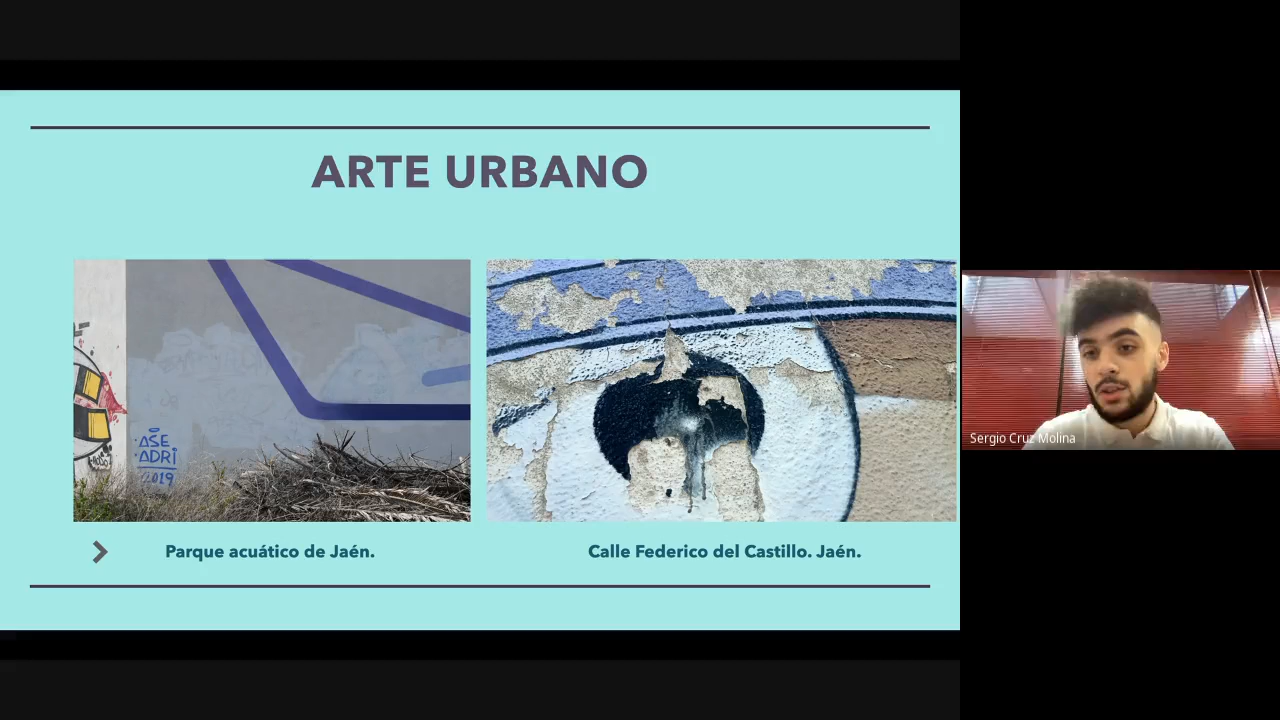 ARTE URBANO
ASE
ADRi
2019
Parque acuático de Jaén.
Calle Federico del Castillo. Jaén.
Sergio Cruz Molina